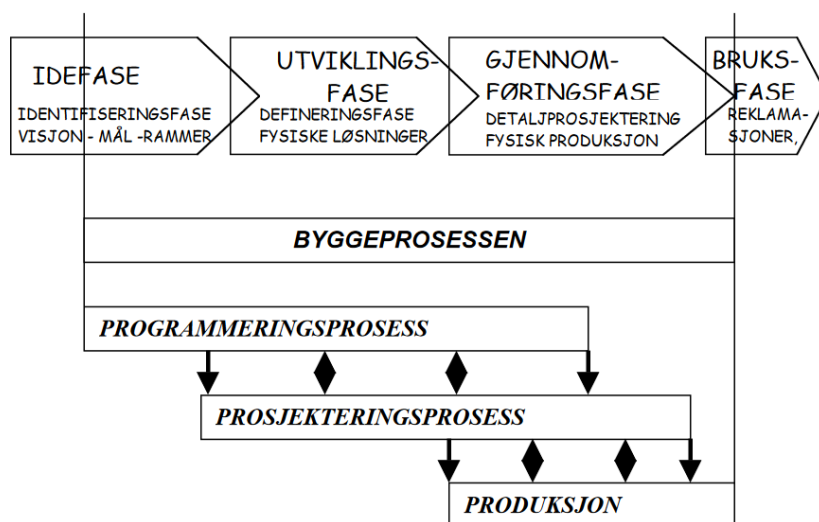 IDEFASE
IDENTIFISERINGSFASE
VISJON - MÅL -RAMMER
UTVIKLINGS-
FASE
DEFINERINGSFASE
FYSISKE LØSNINGER
GJENNOM-
FØRINGSFASE
DETALJPROSJEKTERING
FYSISK PRODUKSJON
BRUKS-
FASE
REKLAMA-
SJONER,
BYGGEPROSESSEN
PROGRAMMERINGSPROSESS
PROSJEKTERINGSPROSESS
PRODUKSJON